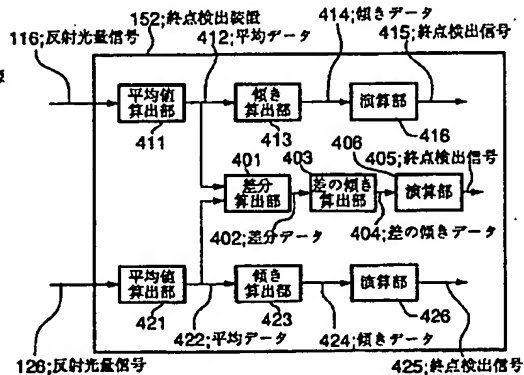 152;終点検出装置
414;傾きデータ
116;反射光量信号
412;平均データ
415;終点検出信号
平均値
算出部
411
傾き
算出部
413
演算部
416
401
差分
算出部
403
差の傾き
算出部
406
演算部
405;終点検出信号
402;差分データ
404;差の傾きデータ
平均値
算出部
421
傾き
算出部
423
演算部
426
422;平均データ
424;傾きデータ
126;反射光量信号
425;終点検出信号